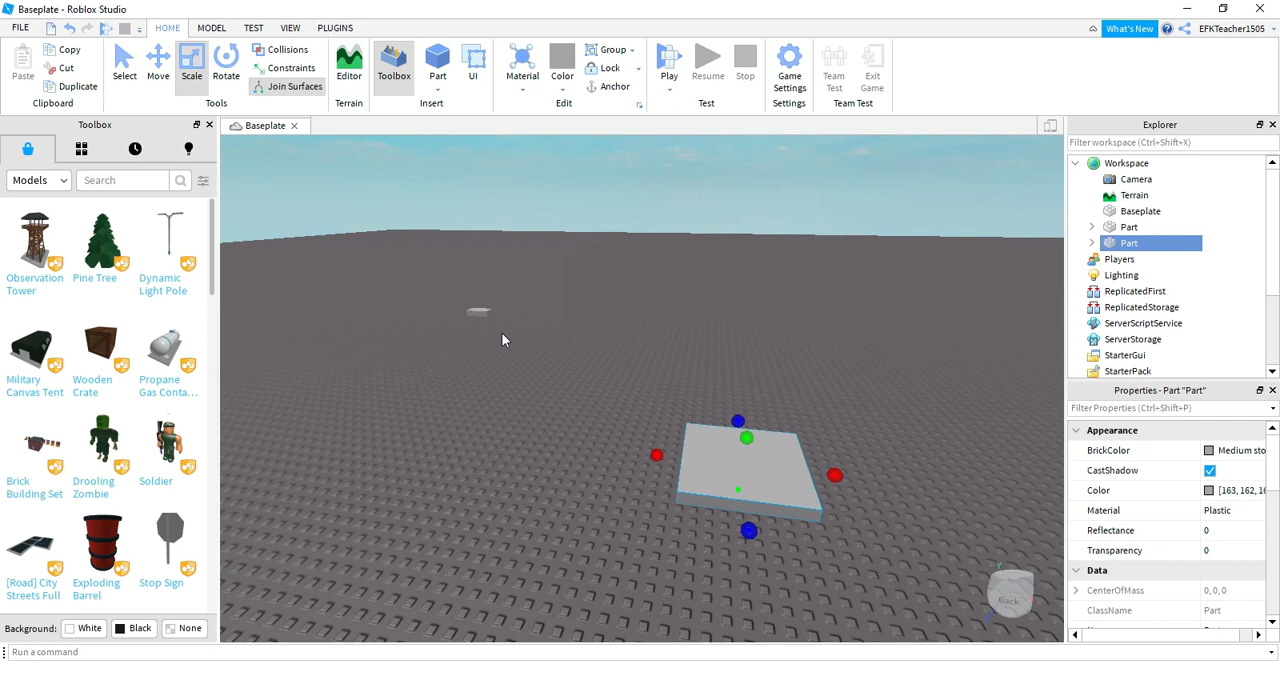 Baseplate - Roblox Studio
FILE HOME MODEL TEST VIEW PLUGINS What's New EFKTeacher1505
Paste Copy Cut Duplicate
Clipboard
Select Move Scale Rotate Collisions Constraints Join Surfaces
Tools
Editor
Terrain
Toolbox Part UI
Insert
Material Color Group Lock Anchor
Edit
Play Resume Stop
Test
Game Settings
Settings
Team Test Exit Game
Team Test
Toolbox
Models Search
Observation Tower
Pine Tree
Dynamic Light Pole
Military Canvas Tent
Wooden Crate
Propane Gas Conta...
Brick Building Set
Drooling Zombie
Soldier
[Road] City Streets Full
Exploding Barrel
Stop Sign
Background: White Black None
Baseplate
Back
Y
Explorer
Filter workspace (Ctrl+Shift+X)
Workspace
Camera
Terrain
Baseplate
Part
Part
Players
Lighting
ReplicatedFirst
ReplicatedStorage
ServerScriptService
ServerStorage
StarterGui
StarterPack
Properties - Part "Part"
Filter Properties (Ctrl+Shift+P)
Appearance
BrickColor Medium sto
CastShadow
Color [163, 162, 16
Material Plastic
Reflectance 0
Transparency 0
Data
CenterOfMass 0, 0, 0
ClassName Part
Run a command